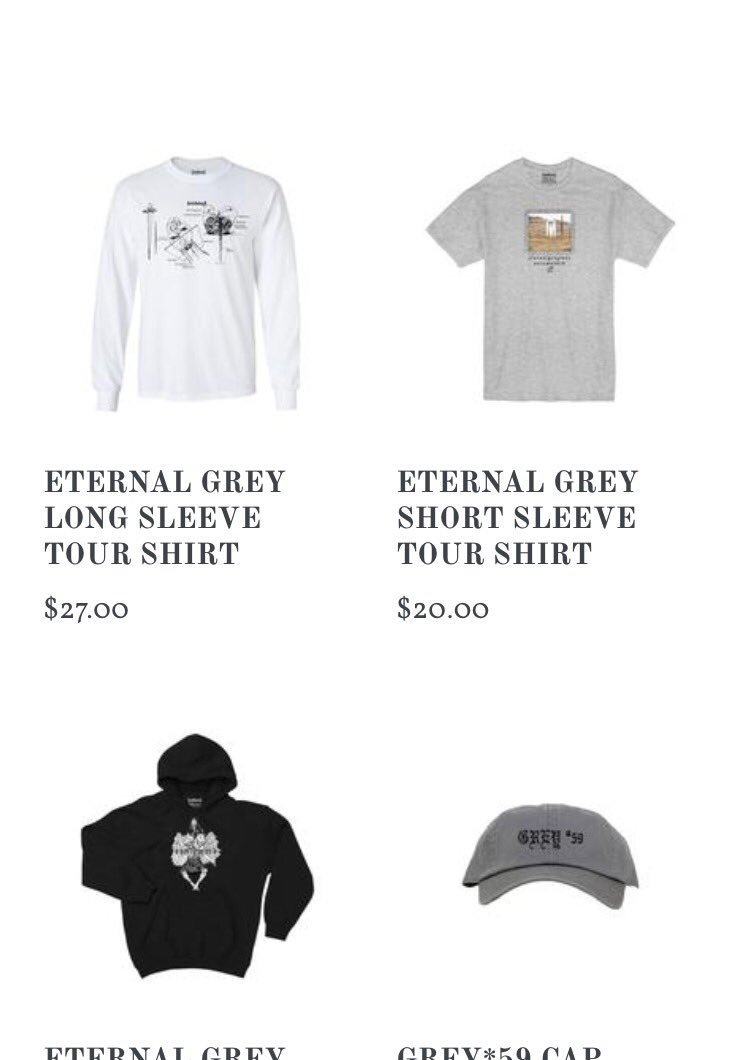 ETERNAL GREY
LONG SLEEVE
TOUR SHIRT
$27.00
ETERNAL GREY
SHORT SLEEVE
TOUR SHIRT
$20.00
GREY *59
ETERNAL GREY
GREY*59 CAP